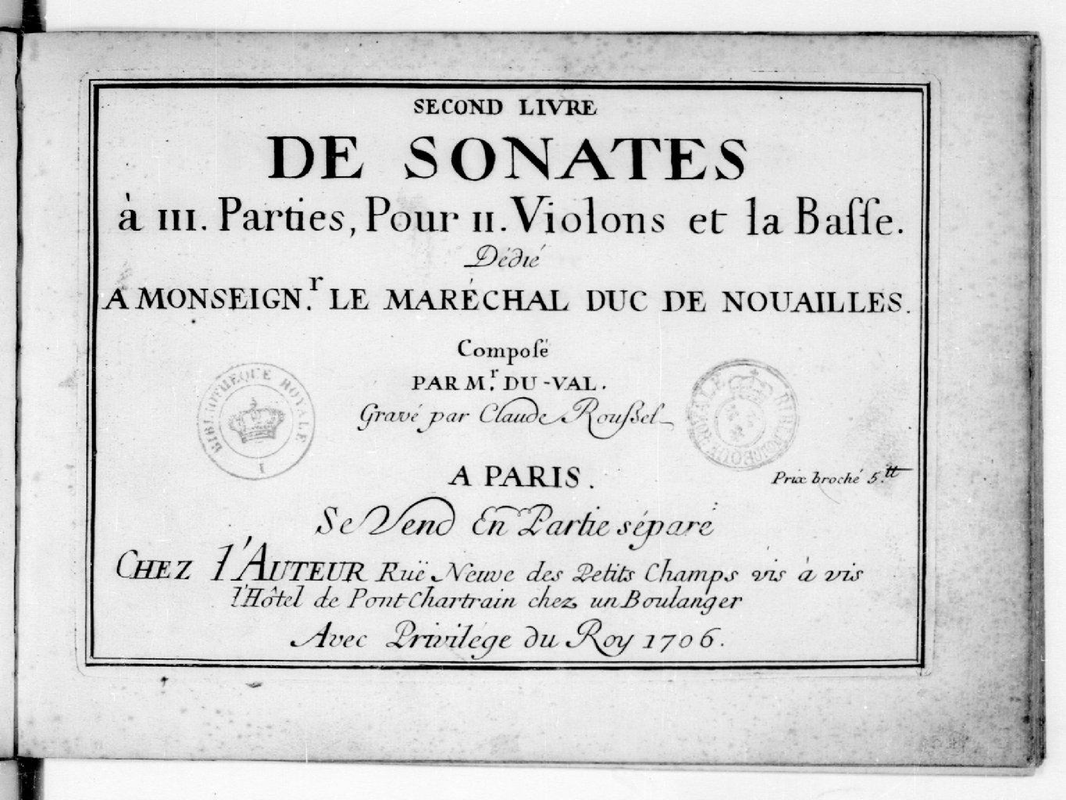 SECOND LIVRE
DE SONATES
à III. Parties, Pour II. Violons et la Baſſe.
Dédié
A MONSEIGN.r LE MARÉCHAL DUC DE NOUAILLES.
Composé
PAR M.r DU-VAL.
Gravé par Claude Rouſsel
BIBLIOTHEQUE ROYALE
I
A PARIS.
Prix broché 5.tt
Se Vend En Partie séparé
CHEZ l'AUTEUR Ruë Neuve des Petits Champs vis à vis
l'Hôtel de Pont Chartrain chez un Boulanger
Avec Privilége du Roy 1706.